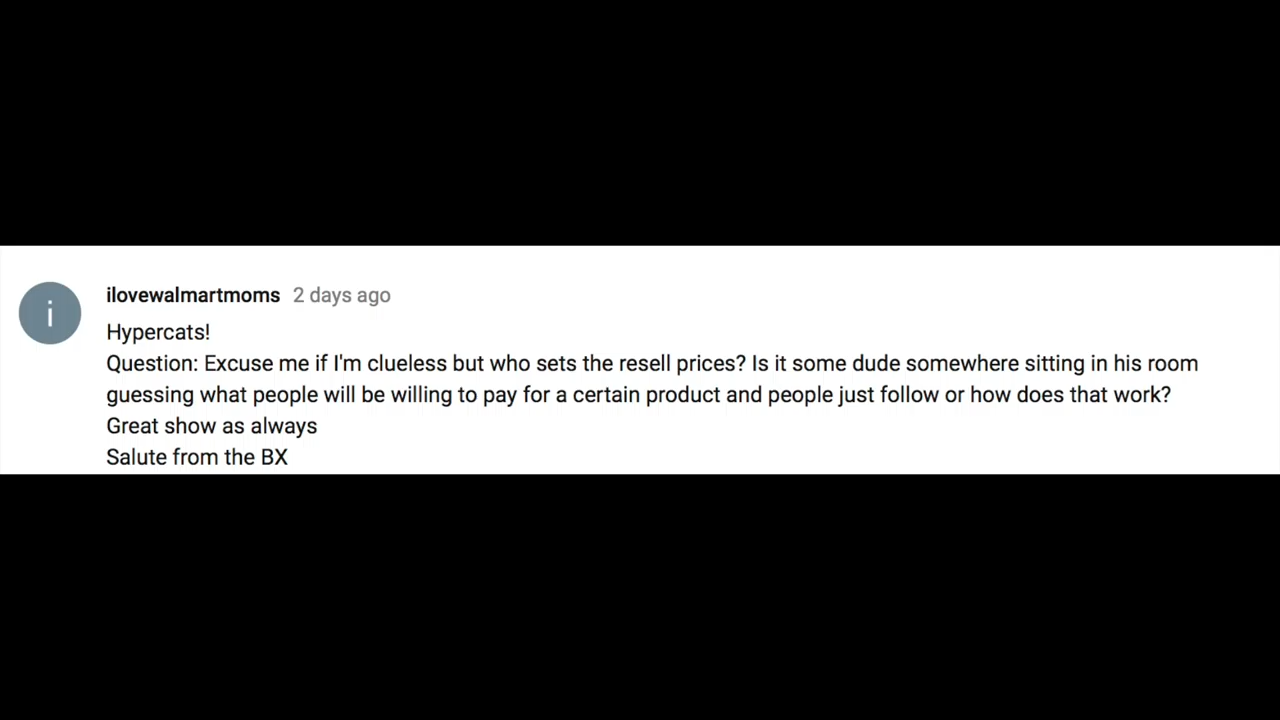 i
ilovewalmartmoms 2 days ago
Hypercats!
Question: Excuse me if I'm clueless but who sets the resell prices? Is it some dude somewhere sitting in his room
guessing what people will be willing to pay for a certain product and people just follow or how does that work?
Great show as always
Salute from the BX